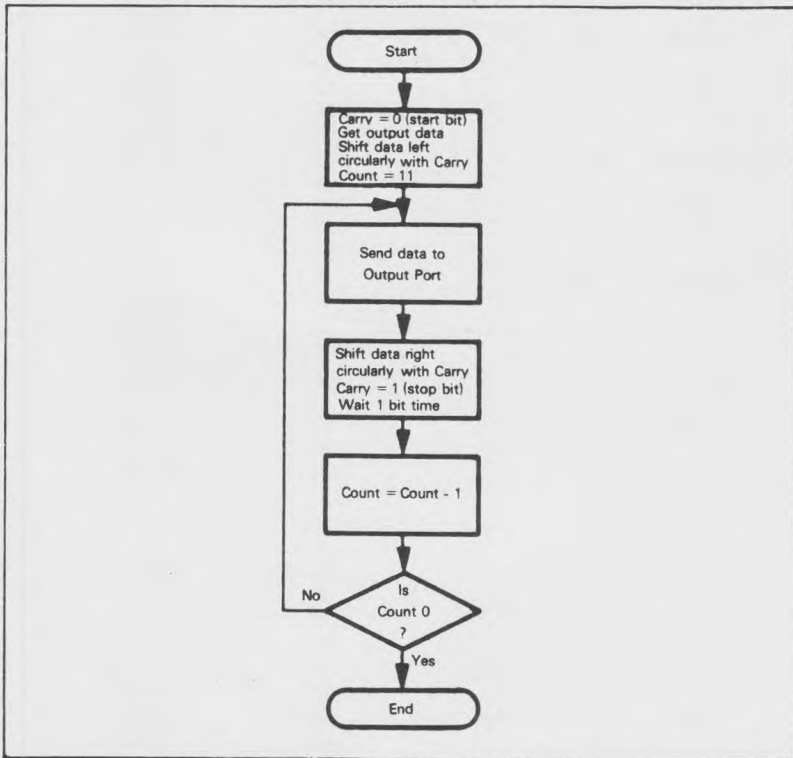 Start
Carry = 0 (start bit)
Get output data
Shift data left
circularly with Carry
Count = 11
Send data to
Output Port
Shift data right
circularly with Carry
Carry = 1 (stop bit)
Wait 1 bit time
Count = Count - 1
Is
Count 0
?
No
Yes
End